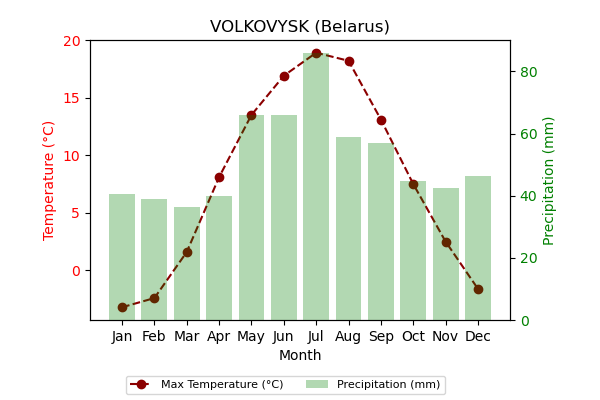 VOLKOVYSK (Belarus)
20
15
10
5
0
Temperature (°C)
80
60
40
20
0
Precipitation (mm)
Jan Feb Mar Apr May Jun Jul Aug Sep Oct Nov Dec
Month
Max Temperature (°C) Precipitation (mm)